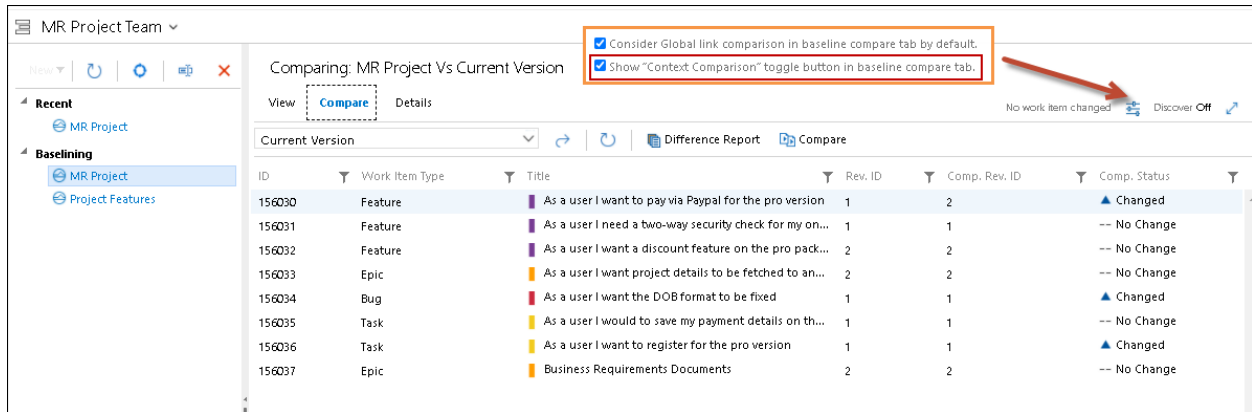 MR Project Team
Consider Global link comparison in baseline compare tab by default.
Show "Context Comparison" toggle button in baseline compare tab.
New
Comparing: MR Project Vs Current Version
Recent
MR Project
Baselining
MR Project
Project Features
View Compare Details
No work item changed Discover Off
Current Version Difference Report Compare
ID Work Item Type Title Rev. ID Comp. Rev. ID Comp. Status
156030 Feature As a user I want to pay via Paypal for the pro version 1 2 Changed
156031 Feature As a user I need a two-way security check for my on... 1 1 -- No Change
156032 Feature As a user I want a discount feature on the pro pack... 2 2 -- No Change
156033 Epic As a user I want project details to be fetched to an... 2 2 -- No Change
156034 Bug As a user I want the DOB format to be fixed 1 1 Changed
156035 Task As a user I would to save my payment details on th... 1 1 -- No Change
156036 Task As a user I want to register for the pro version 1 1 Changed
156037 Epic Business Requirements Documents 2 2 -- No Change